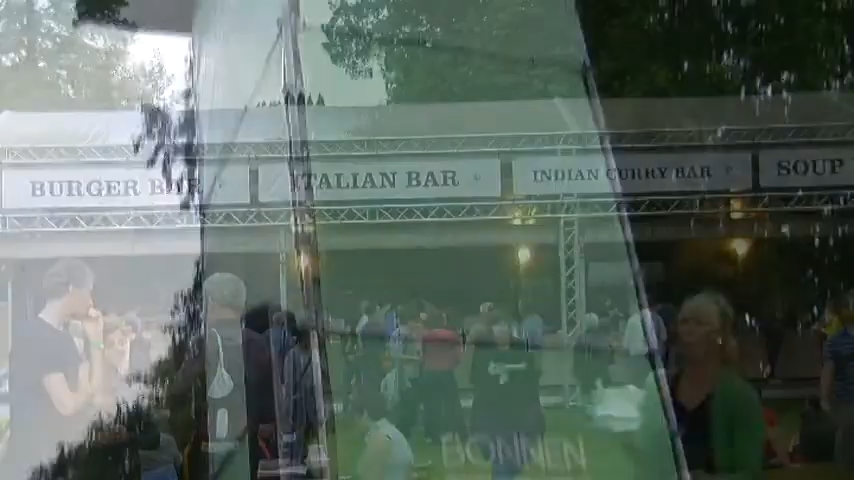 BURGER BAR
ITALIAN BAR
INDIAN CURRY BAR
SOUP
BONNEN